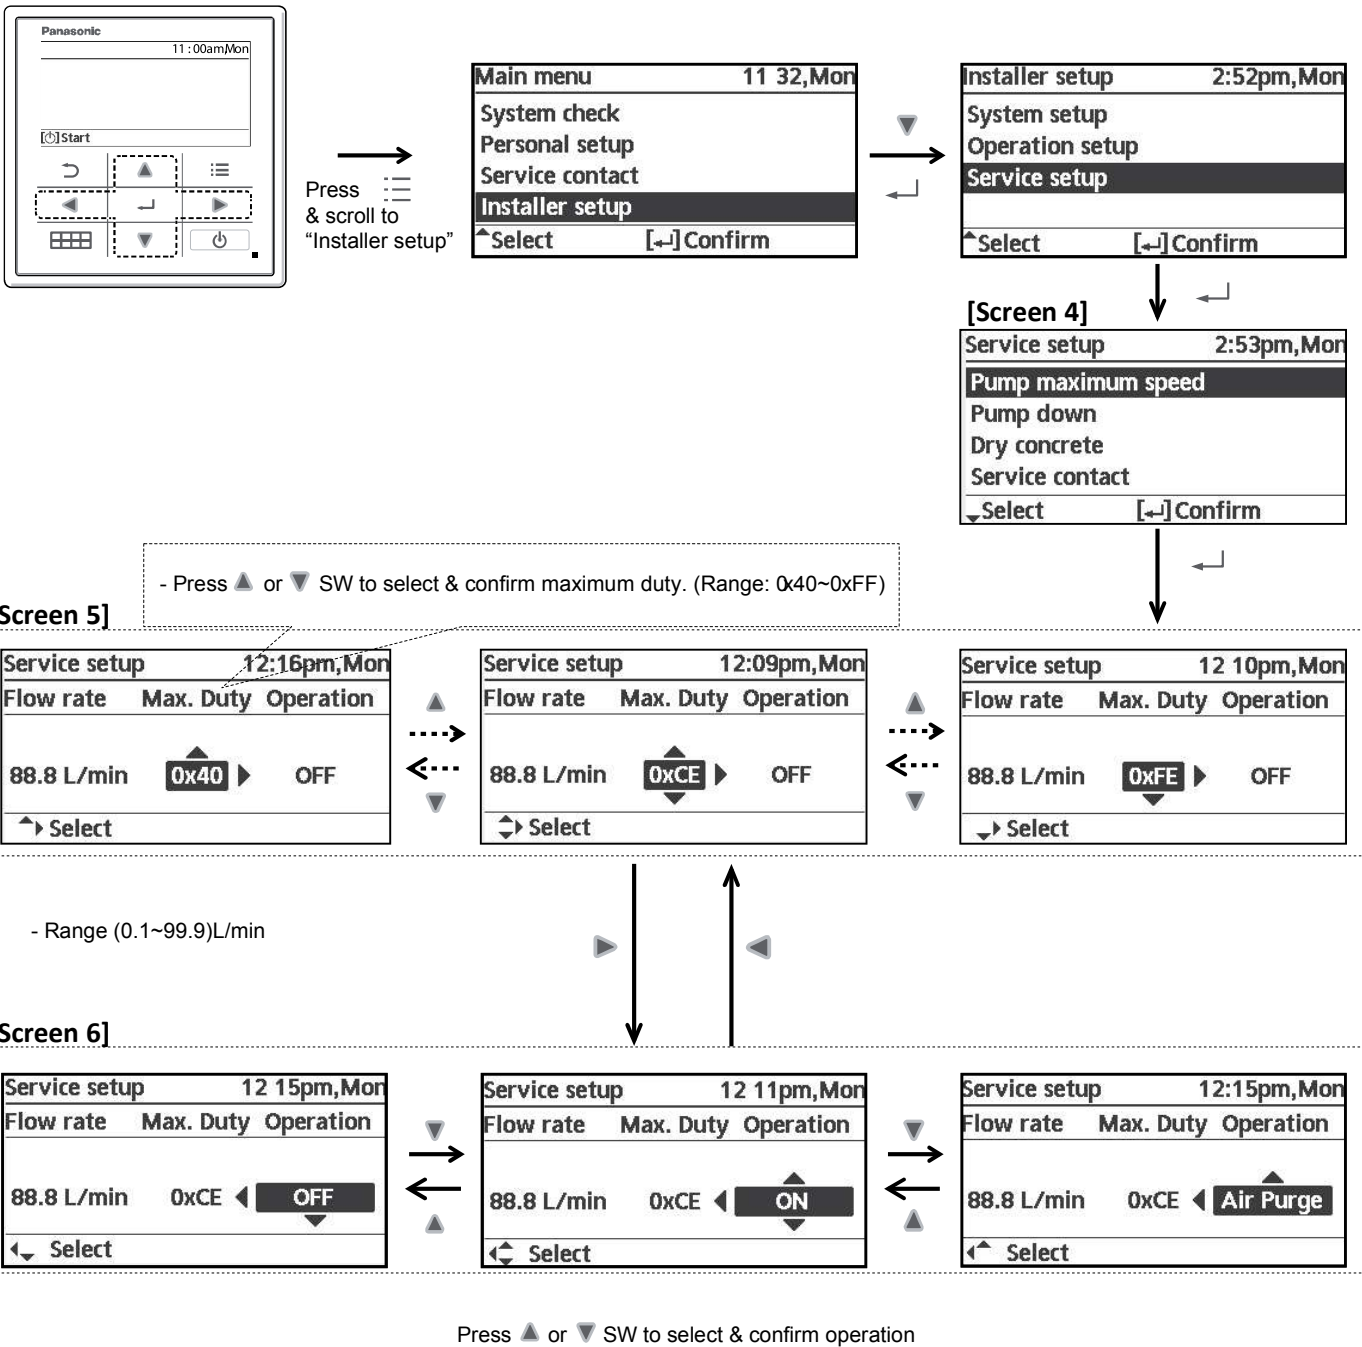 Panasonic
11:00am,Mon
[⏻]Start
Press
& scroll to
“Installer setup”
Main menu 11 32,Mon
System check
Personal setup
Service contact
Installer setup
Select [↵]Confirm
Installer setup 2:52pm,Mon
System setup
Operation setup
Service setup
Select [↵]Confirm
[Screen 4]
Service setup 2:53pm,Mon
Pump maximum speed
Pump down
Dry concrete
Service contact
Select [↵]Confirm
- Press ▲ or ▼ SW to select & confirm maximum duty. (Range: 0x40~0xFF)
Screen 5]
Service setup 12:16pm,Mon
Flow rate Max. Duty Operation
88.8 L/min 0x40 OFF
Select
Service setup 12:09pm,Mon
Flow rate Max. Duty Operation
88.8 L/min 0xCE OFF
Select
Service setup 12 10pm,Mon
Flow rate Max. Duty Operation
88.8 L/min 0xFE OFF
Select
- Range (0.1~99.9)L/min
Screen 6]
Service setup 12 15pm,Mon
Flow rate Max. Duty Operation
88.8 L/min 0xCE OFF
Select
Service setup 12 11pm,Mon
Flow rate Max. Duty Operation
88.8 L/min 0xCE ON
Select
Service setup 12:15pm,Mon
Flow rate Max. Duty Operation
88.8 L/min 0xCE Air Purge
Select
Press ▲ or ▼ SW to select & confirm operation